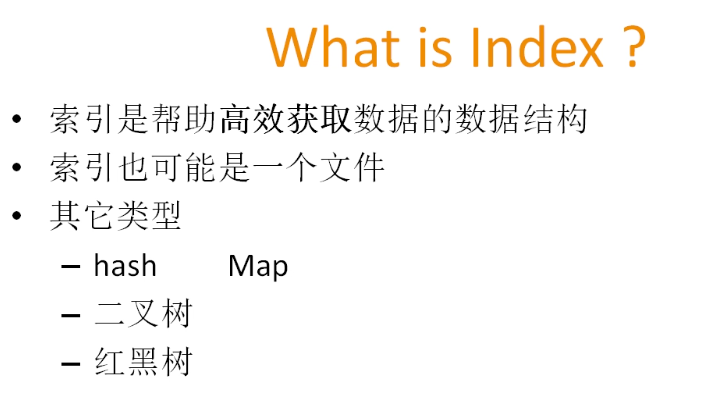 What is Index ?
• 索引是帮助高效获取数据的数据结构
• 索引也可能是一个文件
• 其它类型
– hash Map
– 二叉树
– 红黑树